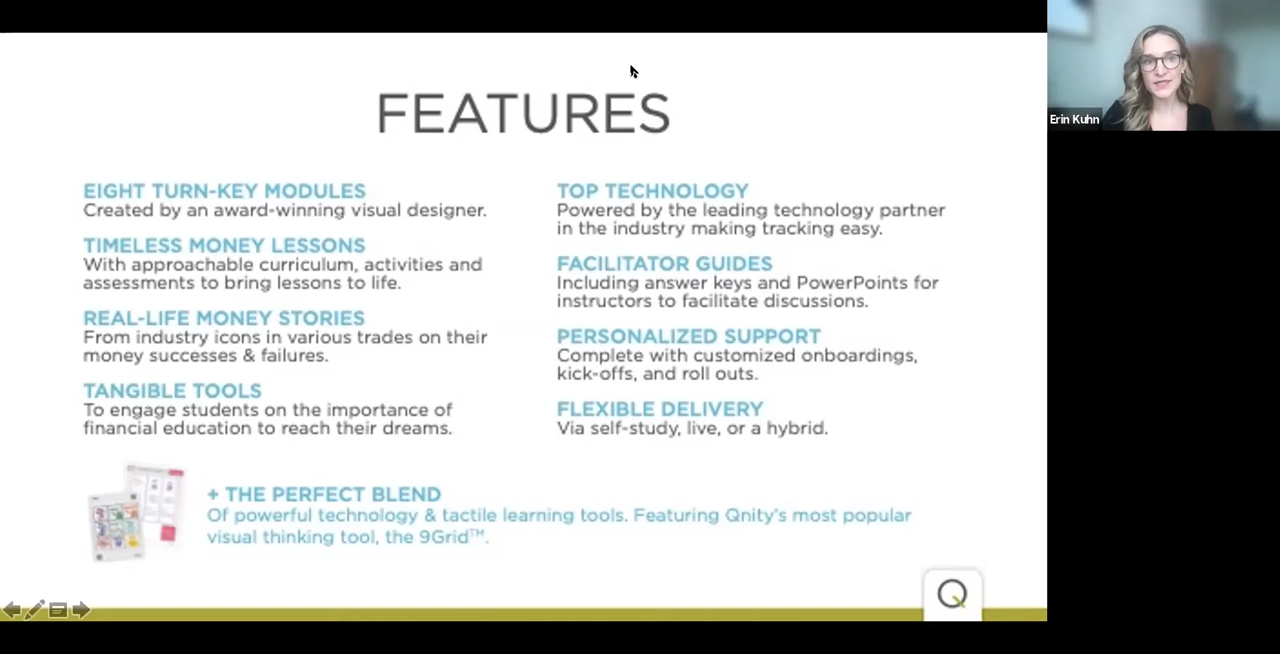 FEATURES
EIGHT TURN-KEY MODULES
Created by an award-winning visual designer.
TIMELESS MONEY LESSONS
With approachable curriculum, activities and
assessments to bring lessons to life.
REAL-LIFE MONEY STORIES
From industry icons in various trades on their
money successes & failures.
TANGIBLE TOOLS
To engage students on the importance of
financial education to reach their dreams.
TOP TECHNOLOGY
Powered by the leading technology partner
in the industry making tracking easy.
FACILITATOR GUIDES
Including answer keys and PowerPoints for
instructors to facilitate discussions.
PERSONALIZED SUPPORT
Complete with customized onboardings,
kick-offs, and roll outs.
FLEXIBLE DELIVERY
Via self-study, live, or a hybrid.
+ THE PERFECT BLEND
Of powerful technology & tactile learning tools. Featuring Qnity's most popular
visual thinking tool, the 9Grid™.
Q
Erin Kuhn